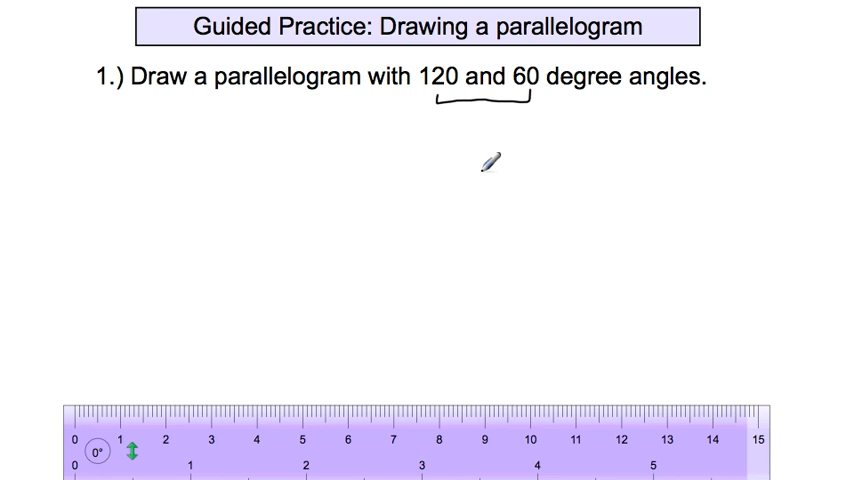 Guided Practice: Drawing a parallelogram
1.) Draw a parallelogram with 120 and 60 degree angles.
0 1 2 3 4 5 6 7 8 9 10 11 12 13 14 15
0°
0 1 2 3 4 5